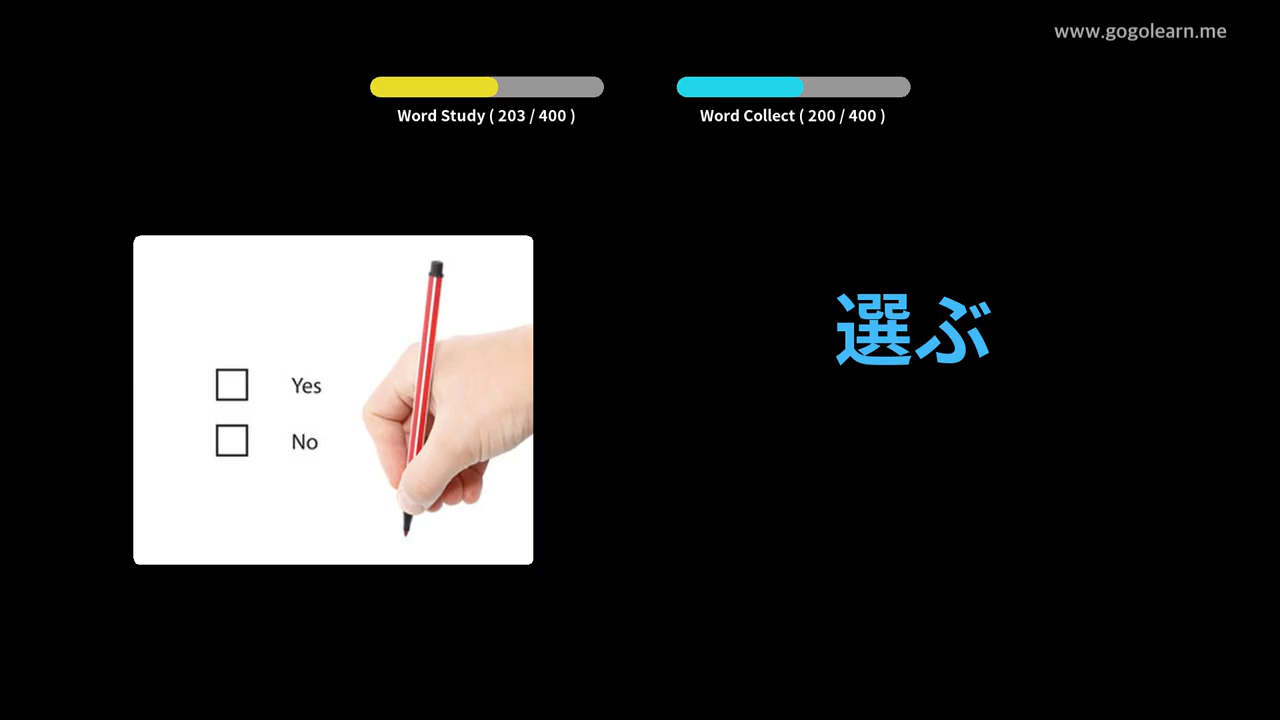 www.gogolearn.me
Word Study ( 203 / 400 )
Word Collect ( 200 / 400 )
Yes
No
選ぶ